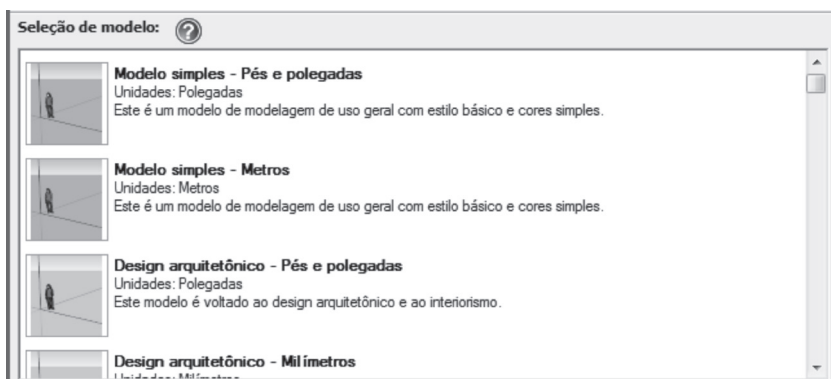 Seleção de modelo:
Modelo simples - Pés e polegadas
Unidades: Polegadas
Este é um modelo de modelagem de uso geral com estilo básico e cores simples.
Modelo simples - Metros
Unidades: Metros
Este é um modelo de modelagem de uso geral com estilo básico e cores simples.
Design arquitetônico - Pés e polegadas
Unidades: Polegadas
Este modelo é voltado ao design arquitetônico e ao interiorismo.
Design arquitetônico - Milímetros
Unidades: Milímetros